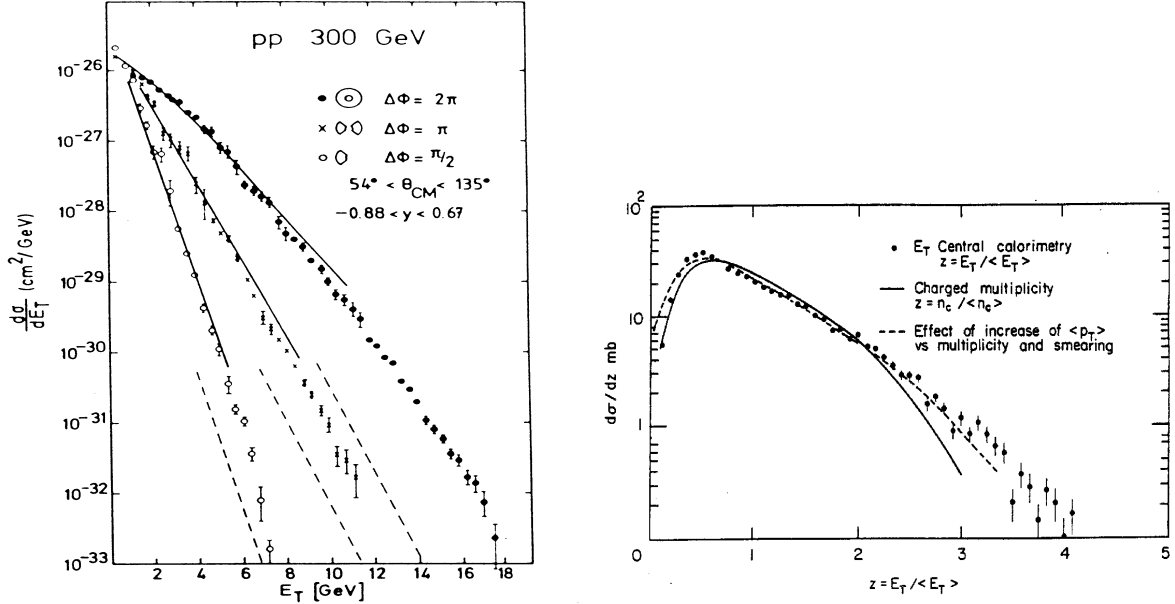 pp 300 GeV
ΔΦ = 2π
ΔΦ = π
ΔΦ = π/2
54° < θCM < 135°
−0.88 < y < 0.67
10−26
10−27
10−28
10−29
10−30
10−31
10−32
10−33
dσ/dET (cm2/GeV)
2 4 6 8 10 12 14 16 18
ET [GeV]
ET Central calorimetry
z = ET / <ET>
Charged multiplicity
z = nc / <nc>
Effect of increase of <pT>
vs multiplicity and smearing
10 2
10
1
0
dσ/dz mb
0 1 2 3 4 5
z = ET / <ET>